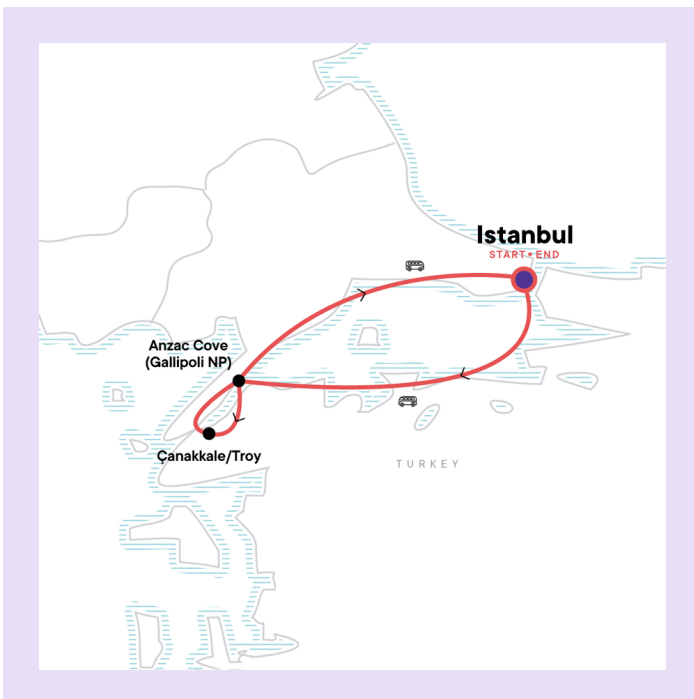 Istanbul
START • END
Anzac Cove
(Gallipoli NP)
Çanakkale/Troy
TURKEY